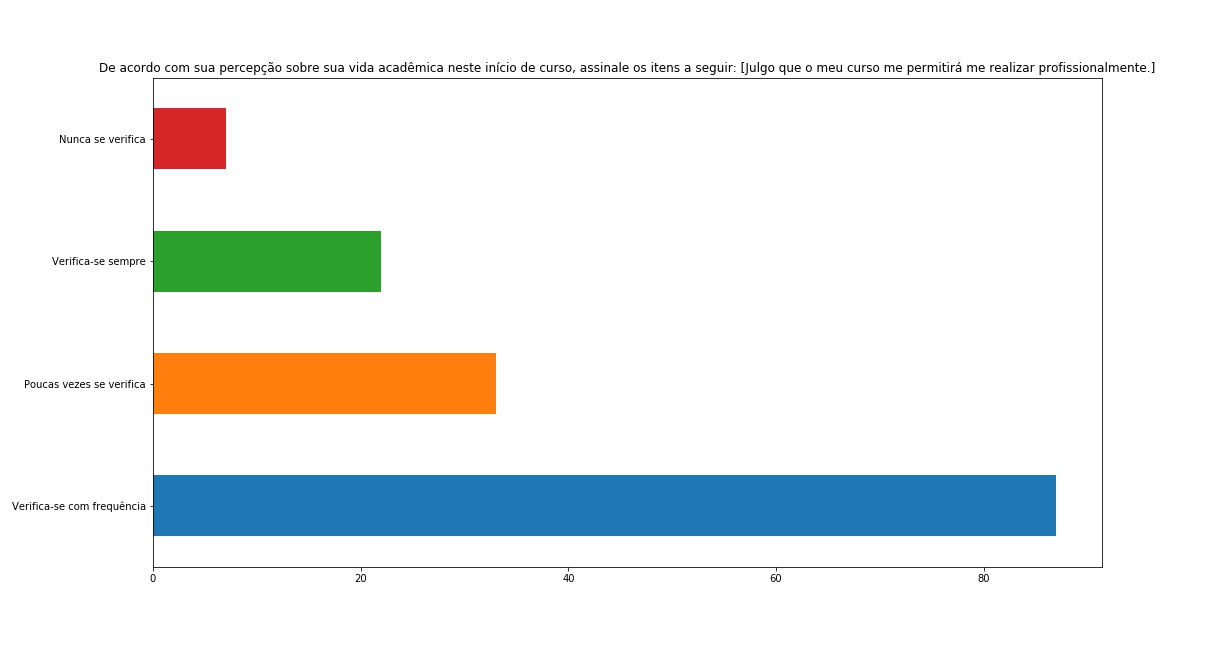 De acordo com sua percepção sobre sua vida acadêmica neste início de curso, assinale os itens a seguir: [Julgo que o meu curso me permitirá me realizar profissionalmente.]
Nunca se verifica
Verifica-se sempre
Poucas vezes se verifica
Verifica-se com frequência
0 20 40 60 80